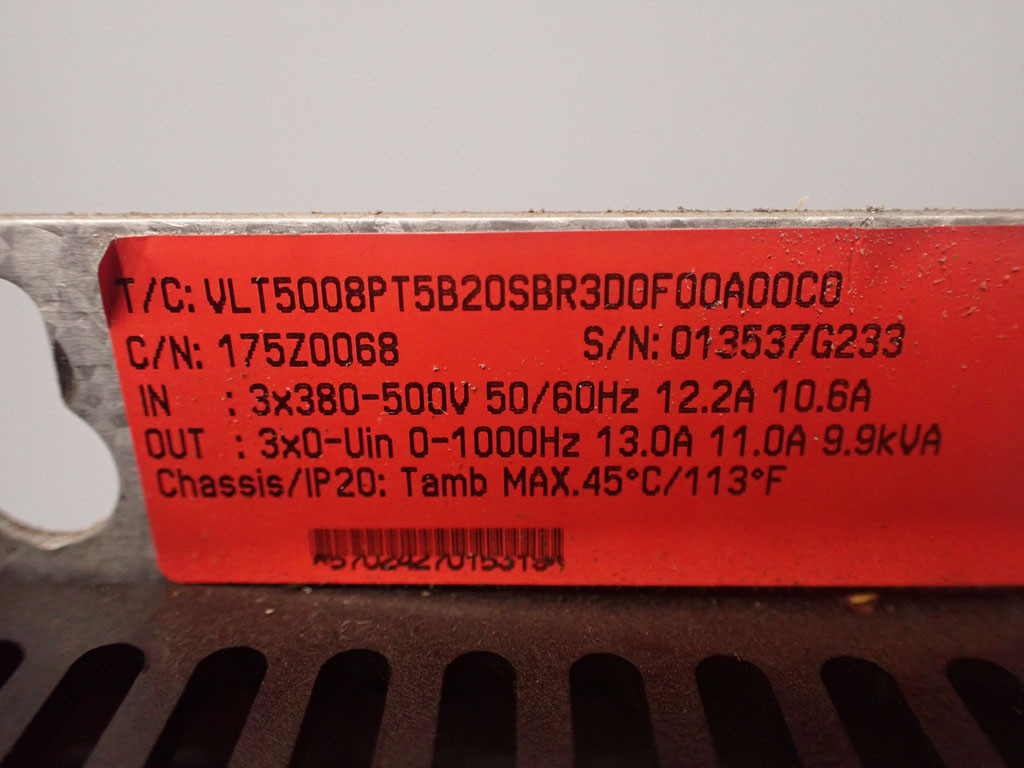 T/C: VLT5008PT5B20SBR3D0F00A00C0
C/N: 175Z0068 S/N: 013537G233
IN : 3x380-500V 50/60Hz 12.2A 10.6A
OUT : 3x0-Uin 0-1000Hz 13.0A 11.0A 9.9kVA
Chassis/IP20: Tamb MAX.45°C/113°F